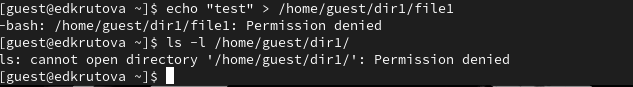 [guest@edkrutova ~]$ echo "test" > /home/guest/dir1/file1
-bash: /home/guest/dir1/file1: Permission denied
[guest@edkrutova ~]$ ls -l /home/guest/dir1/
ls: cannot open directory '/home/guest/dir1/': Permission denied
[guest@edkrutova ~]$